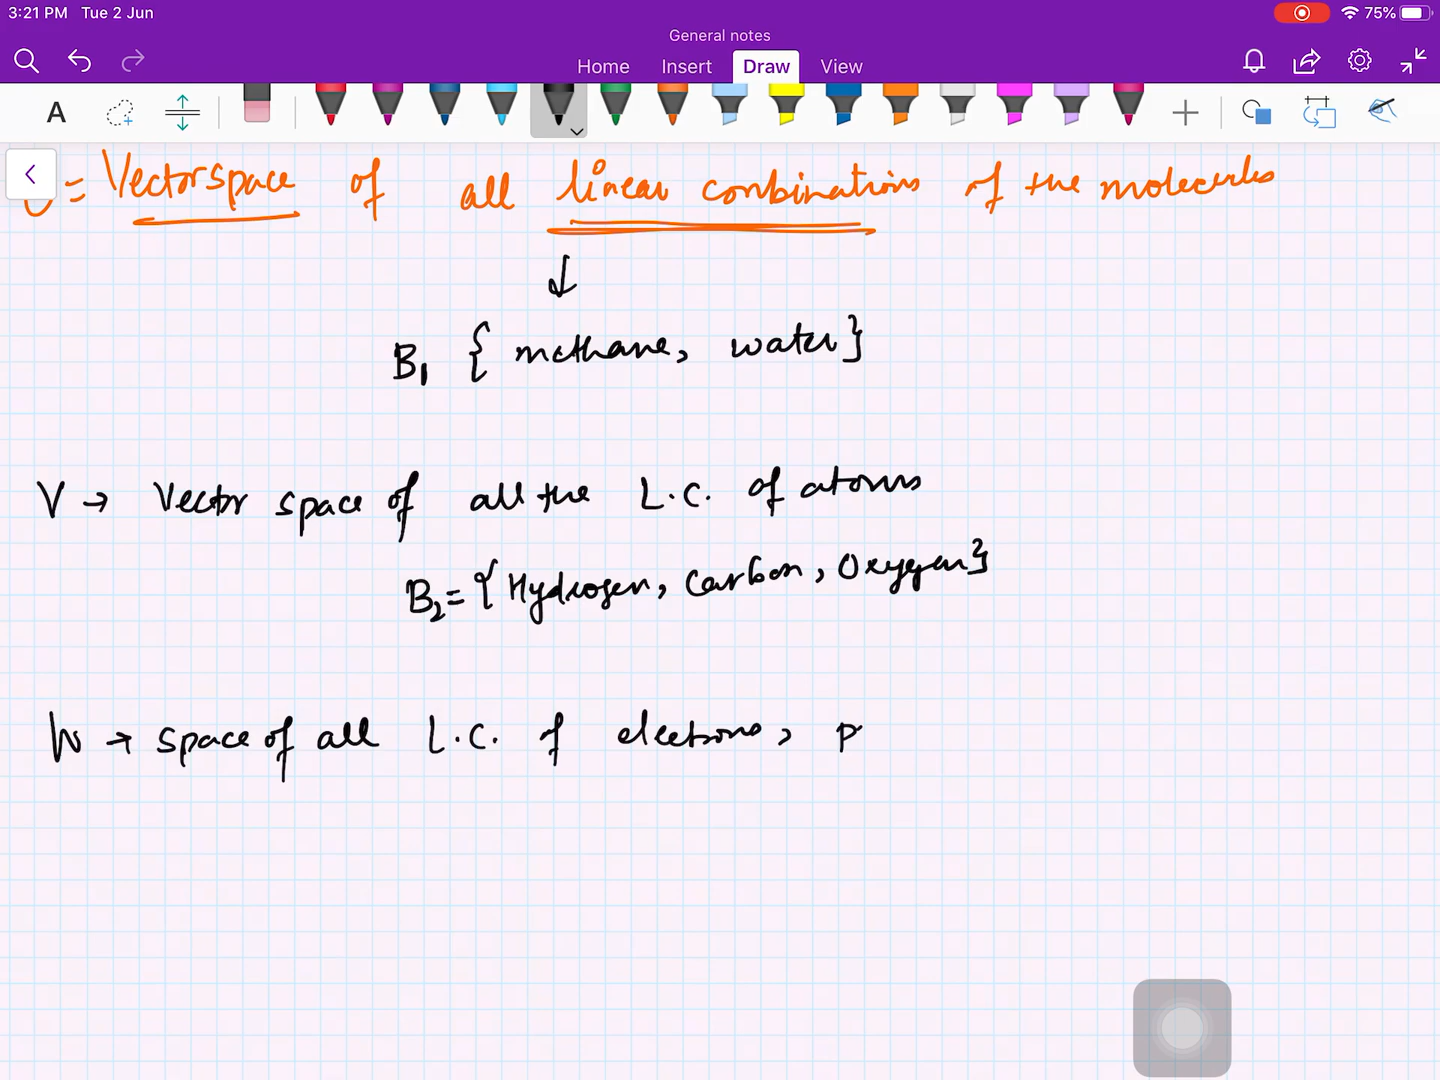 3:21 PM Tue 2 Jun 75%
General notes
Home Insert Draw View
A
U = Vector space of all linear combinations of the molecules
B1 { methane, water }
V → Vector space of all the L.C. of atoms
B2 = { Hydrogen, Carbon, Oxygen }
W → space of all L.C. of electrons, p